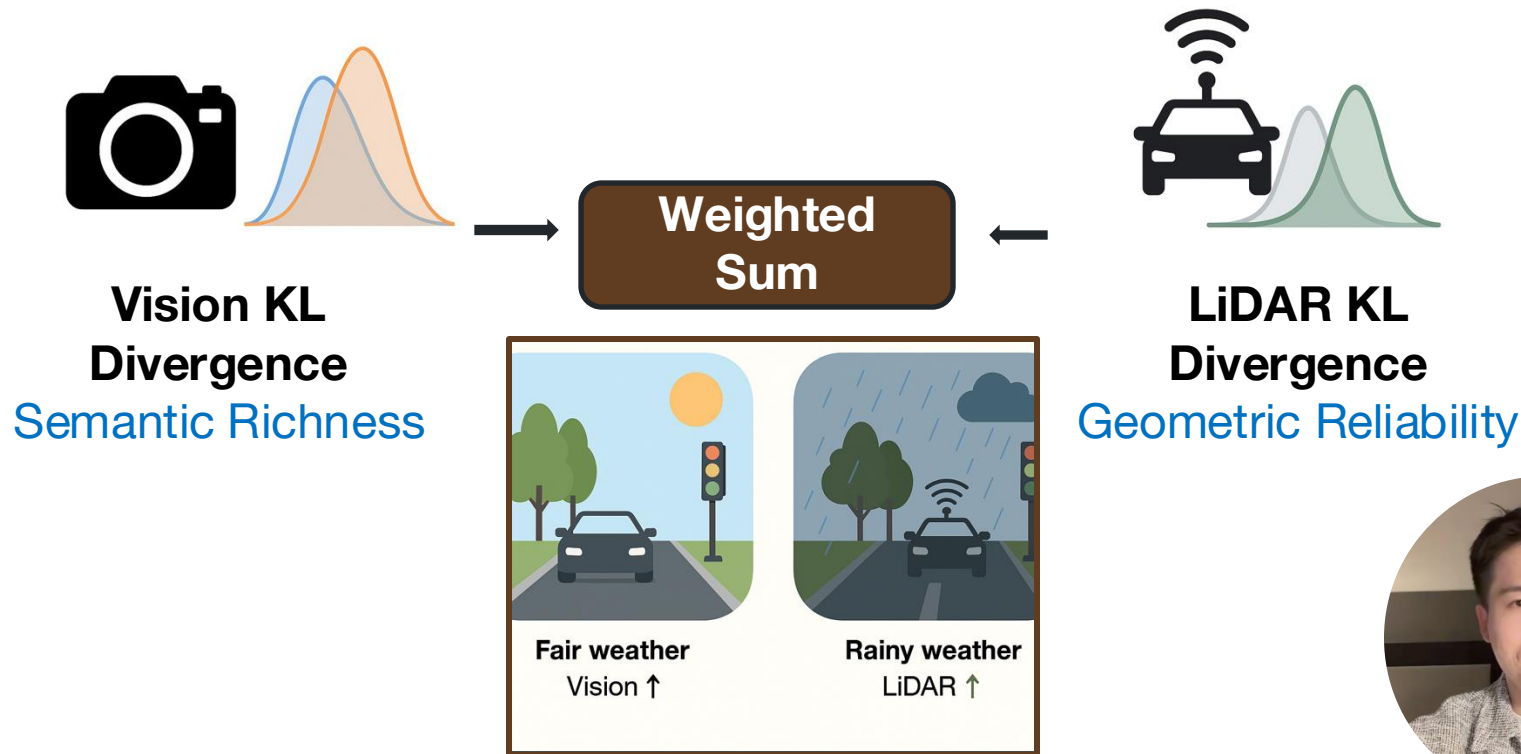 Vision KL
Divergence
Semantic Richness
Weighted
Sum
LiDAR KL
Divergence
Geometric Reliability
Fair weather
Vision ↑
Rainy weather
LiDAR ↑